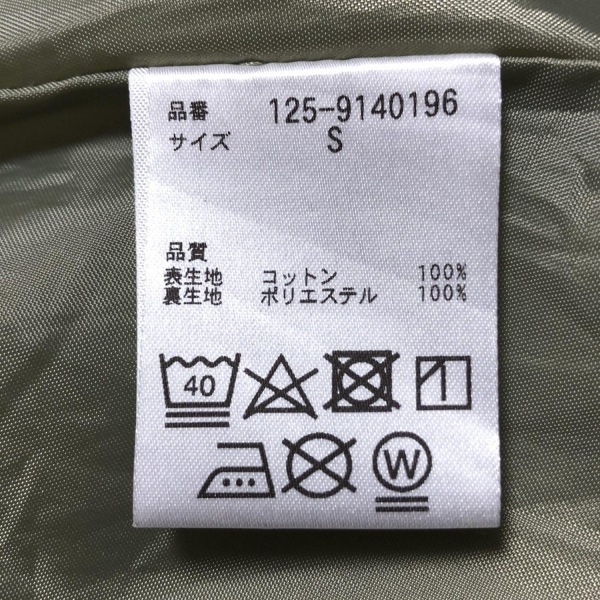 品番 125-9140196
サイズ S
品質
表生地 コットン 100%
裏生地 ポリエステル 100%
40
W